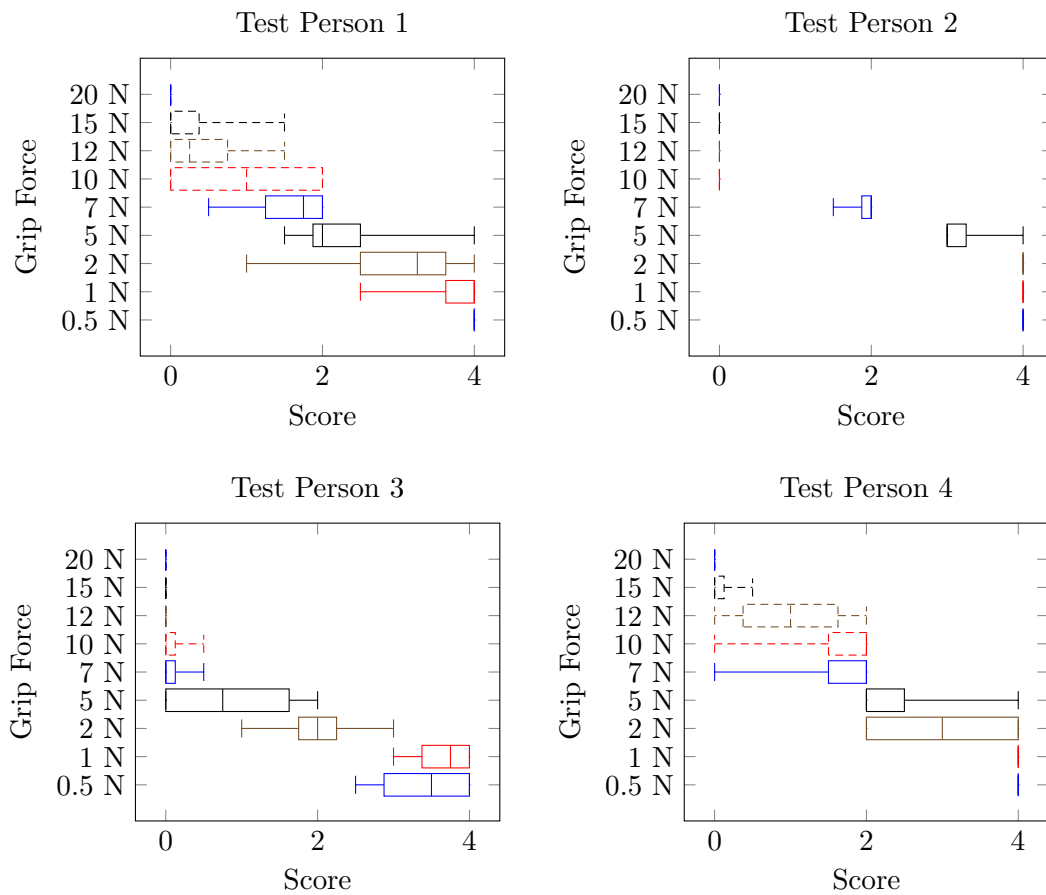 Test Person 1
Grip Force
20 N
15 N
12 N
10 N
7 N
5 N
2 N
1 N
0.5 N
0 2 4
Score
Test Person 2
Grip Force
20 N
15 N
12 N
10 N
7 N
5 N
2 N
1 N
0.5 N
0 2 4
Score
Test Person 3
Grip Force
20 N
15 N
12 N
10 N
7 N
5 N
2 N
1 N
0.5 N
0 2 4
Score
Test Person 4
Grip Force
20 N
15 N
12 N
10 N
7 N
5 N
2 N
1 N
0.5 N
0 2 4
Score